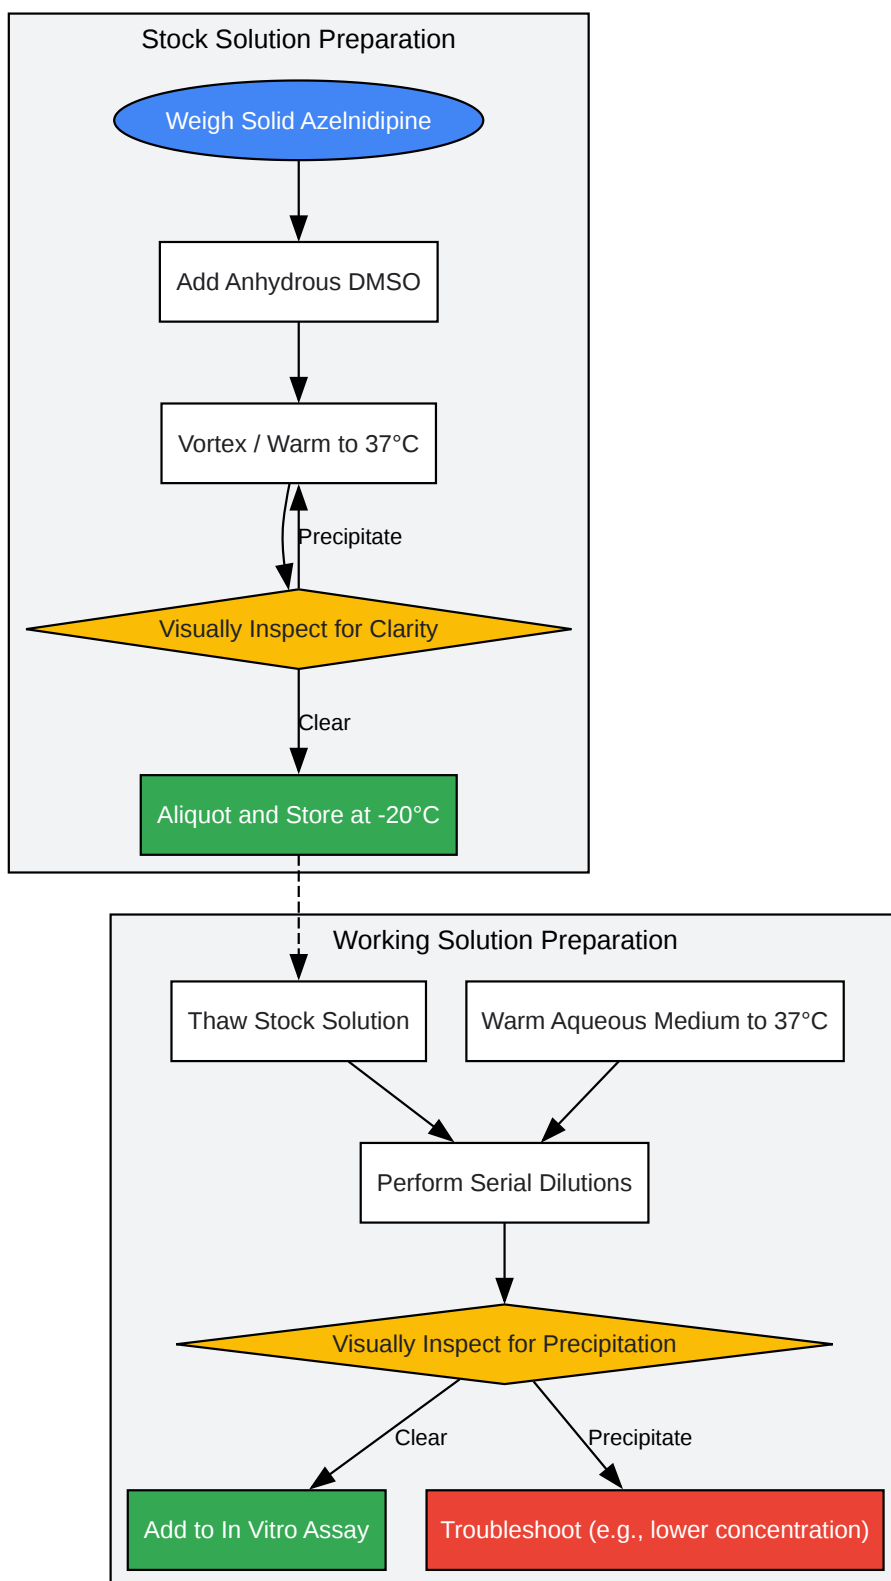 Stock Solution Preparation
Weigh Solid Azelnidipine
Add Anhydrous DMSO
Vortex / Warm to 37°C
Precipitate
Visually Inspect for Clarity
Clear
Aliquot and Store at -20°C
Working Solution Preparation
Thaw Stock Solution
Warm Aqueous Medium to 37°C
Perform Serial Dilutions
Visually Inspect for Precipitation
Clear
Precipitate
Add to In Vitro Assay
Troubleshoot (e.g., lower concentration)